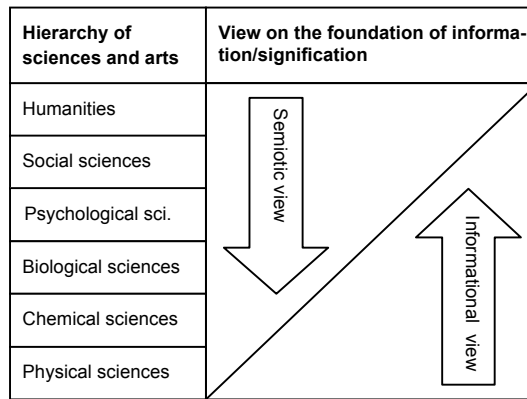 Hierarchy of
sciences and arts
View on the foundation of informa-
tion/signification
Humanities
Social sciences
Psychological sci.
Biological sciences
Chemical sciences
Physical sciences
Semiotic view
Informational view